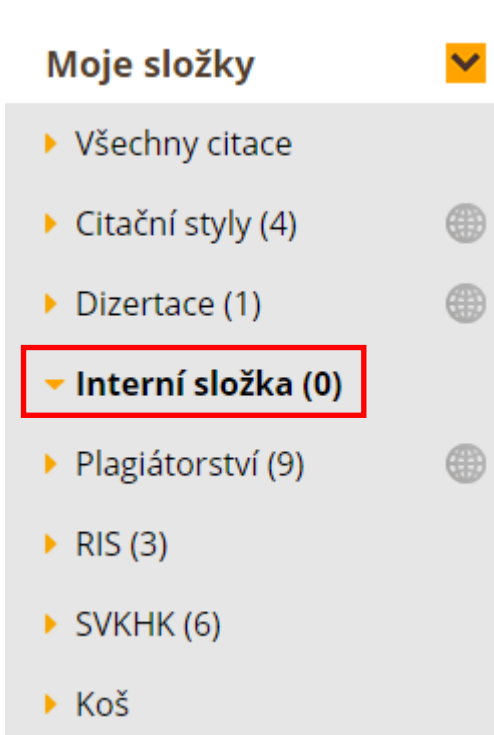 Moje složky
Všechny citace
Citační styly (4)
Dizertace (1)
Interní složka (0)
Plagiátorství (9)
RIS (3)
SVKHK (6)
Koš